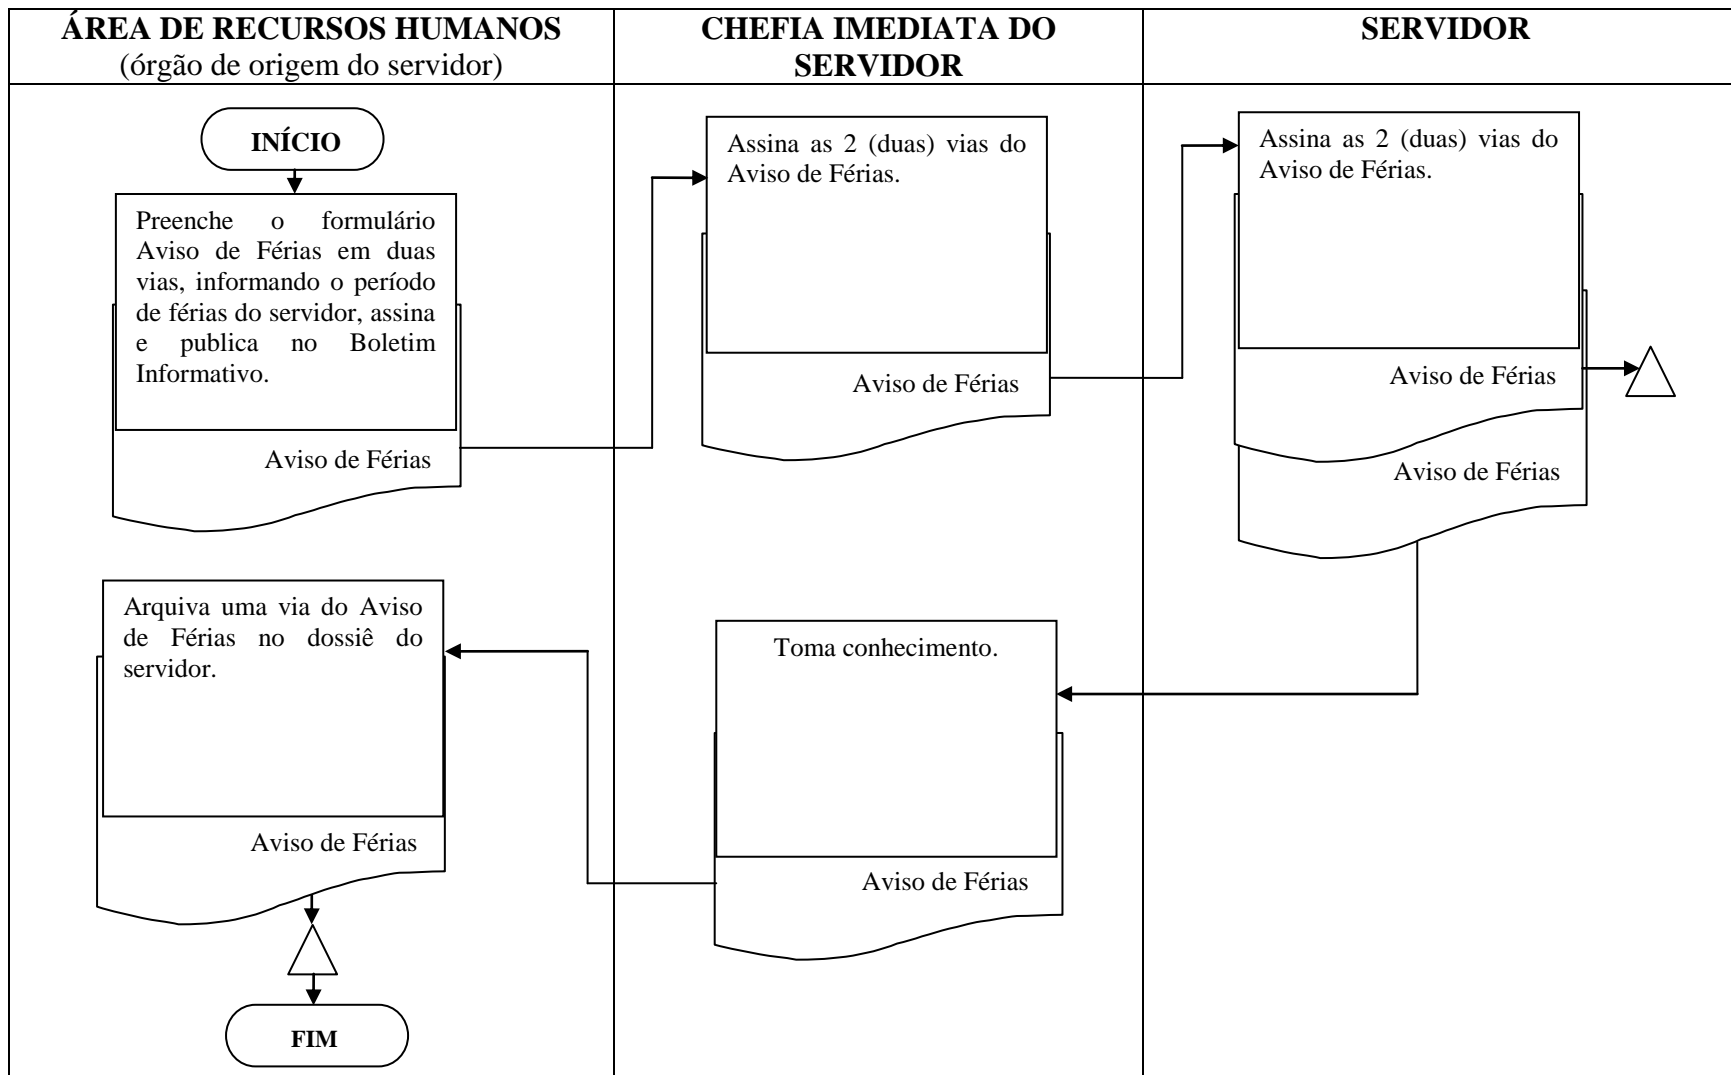 ÁREA DE RECURSOS HUMANOS
(órgão de origem do servidor)
CHEFIA IMEDIATA DO
SERVIDOR
SERVIDOR
INÍCIO
Preenche o formulário
Aviso de Férias em duas
vias, informando o período
de férias do servidor, assina
e publica no Boletim
Informativo.
Aviso de Férias
Assina as 2 (duas) vias do
Aviso de Férias.
Aviso de Férias
Assina as 2 (duas) vias do
Aviso de Férias.
Aviso de Férias
Aviso de Férias
Toma conhecimento.
Aviso de Férias
Arquiva uma via do Aviso
de Férias no dossiê do
servidor.
Aviso de Férias
FIM